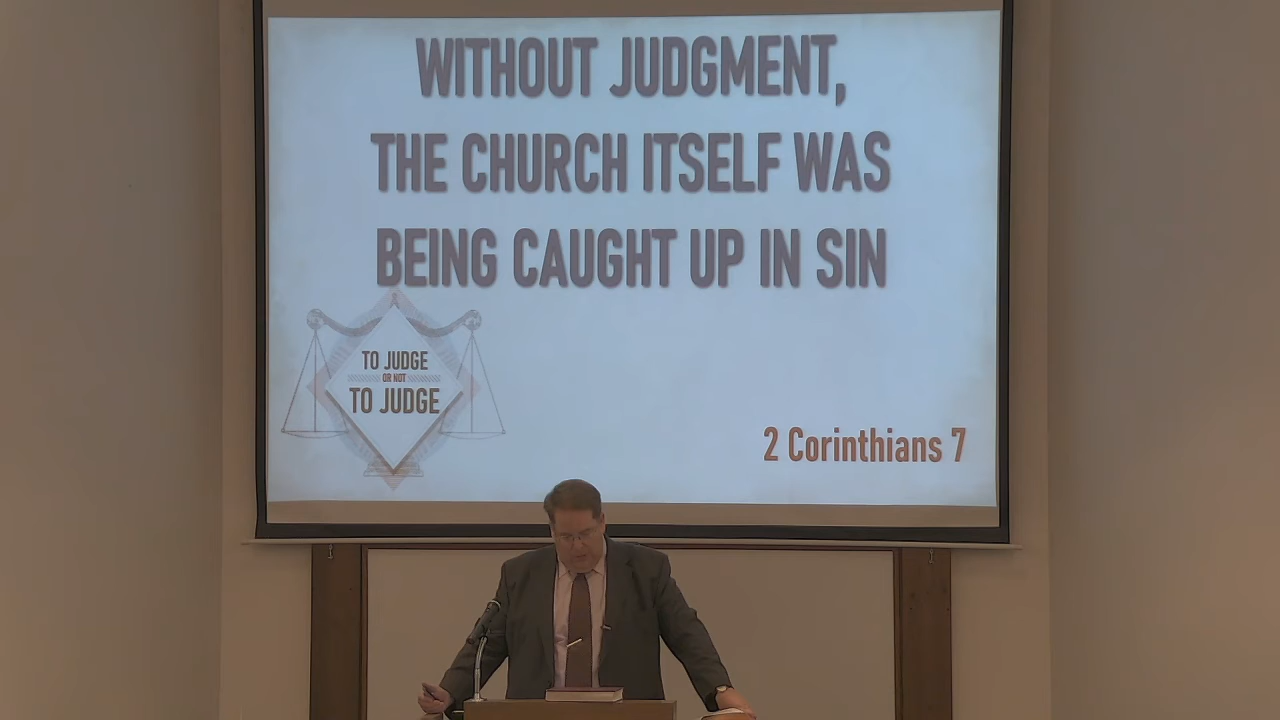 WITHOUT JUDGMENT,
THE CHURCH ITSELF WAS
BEING CAUGHT UP IN SIN
TO JUDGE
OR NOT
TO JUDGE
2 Corinthians 7